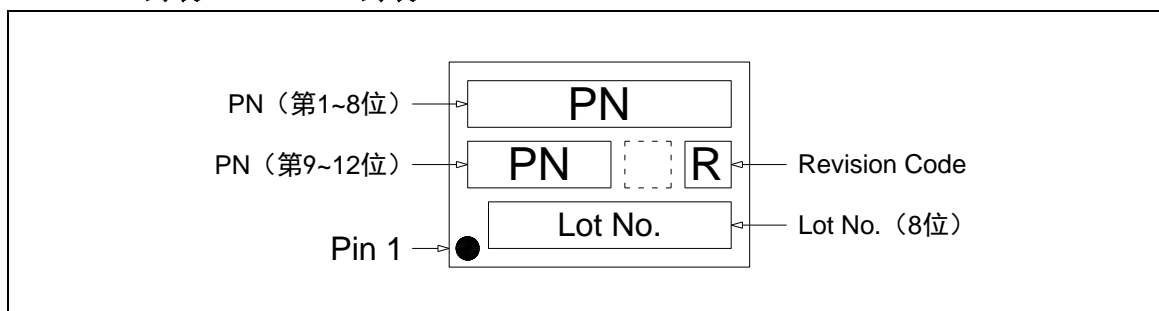 PN（第1~8位） PN
PN（第9~12位） PN R Revision Code
Lot No. Lot No.（8位）
Pin 1